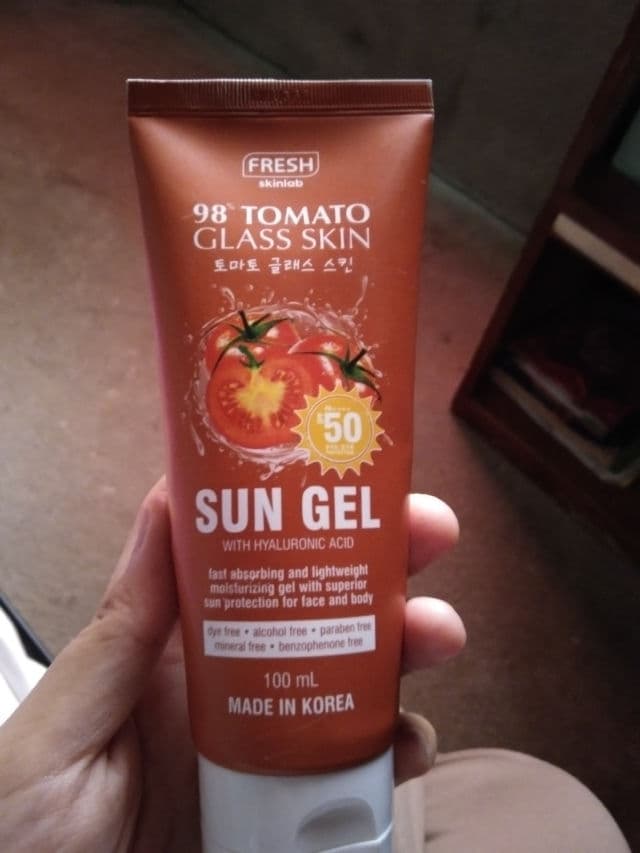 FRESH
skinlab
98% TOMATO
GLASS SKIN
토마토 글래스 스킨
50
SUN GEL
WITH HYALURONIC ACID
fast absorbing and lightweight
moisturizing gel with superior
sun protection for face and body
dye free • alcohol free • paraben free
mineral free • benzophenone free
100 mL
MADE IN KOREA